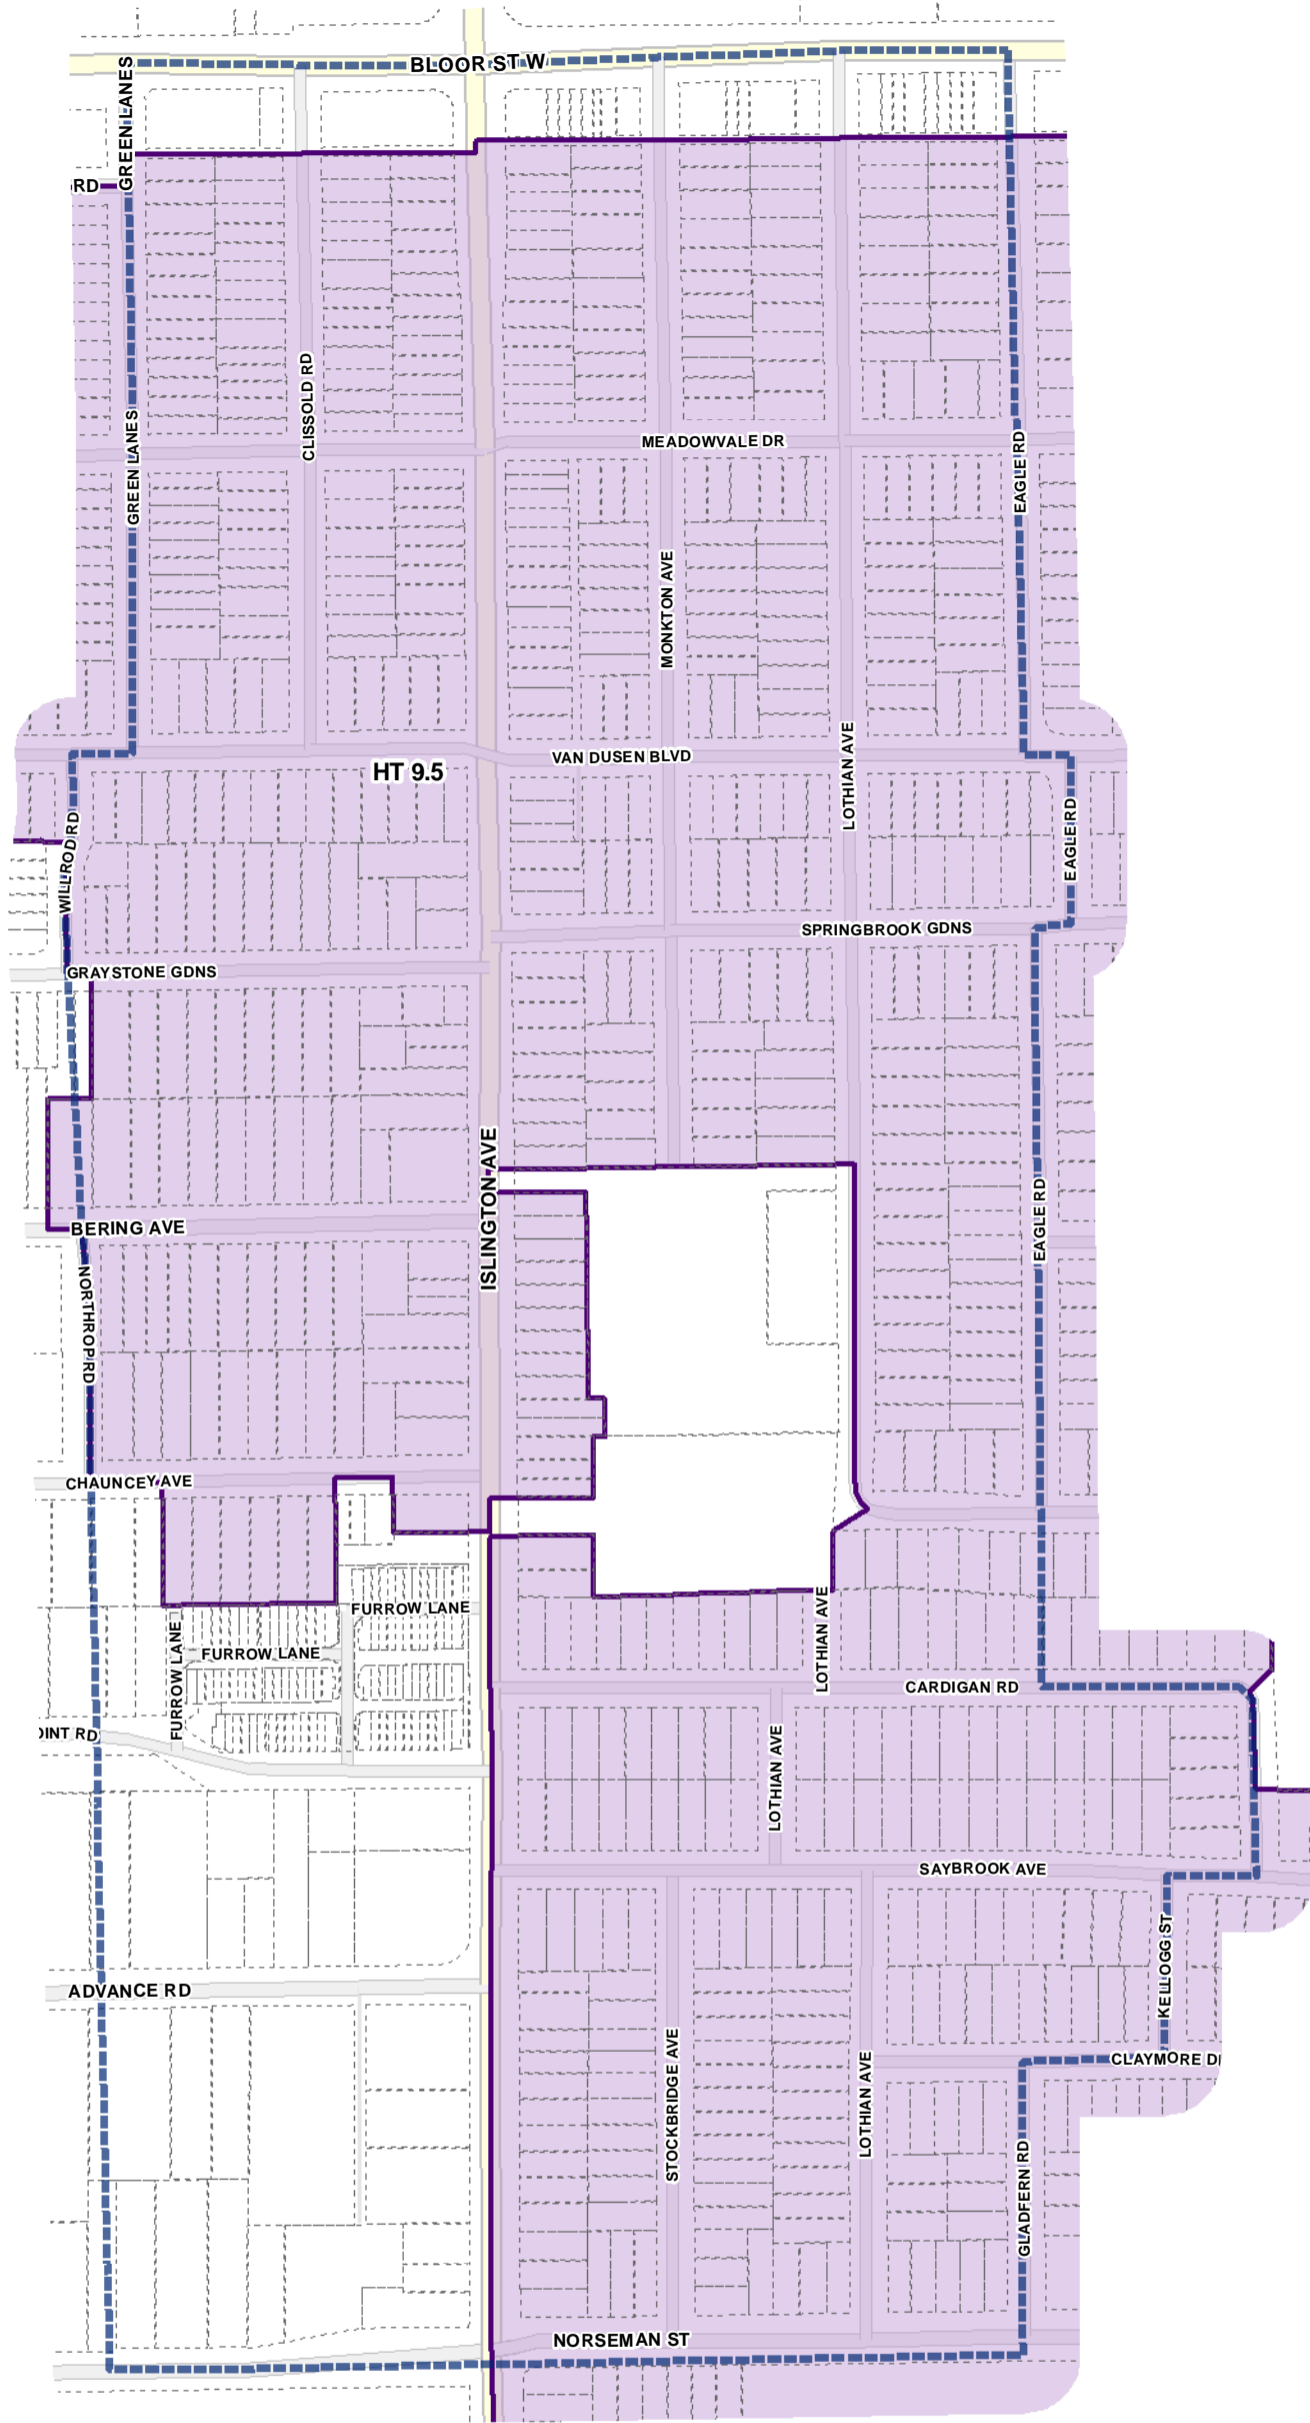 BLOOR ST W
GREEN LANES
RD
CLISSOLD RD
GREEN LANES
MEADOWVALE DR
EAGLE RD
MONKTON AVE
VAN DUSEN BLVD
LOTHIAN AVE
HT 9.5
EAGLE RD
WILLROD RD
SPRINGBROOK GDNS
GRAYSTONE GDNS
ISLINGTON AVE
EAGLE RD
BERING AVE
NORTHROP RD
CHAUNCEY AVE
FURROW LANE
LOTHIAN AVE
FURROW LANE
FURROW LANE
CARDIGAN RD
OINT RD
LOTHIAN AVE
SAYBROOK AVE
KELLOGG ST
ADVANCE RD
STOCKBRIDGE AVE
LOTHIAN AVE
CLAYMORE D
GLADFERN RD
NORSEMAN ST